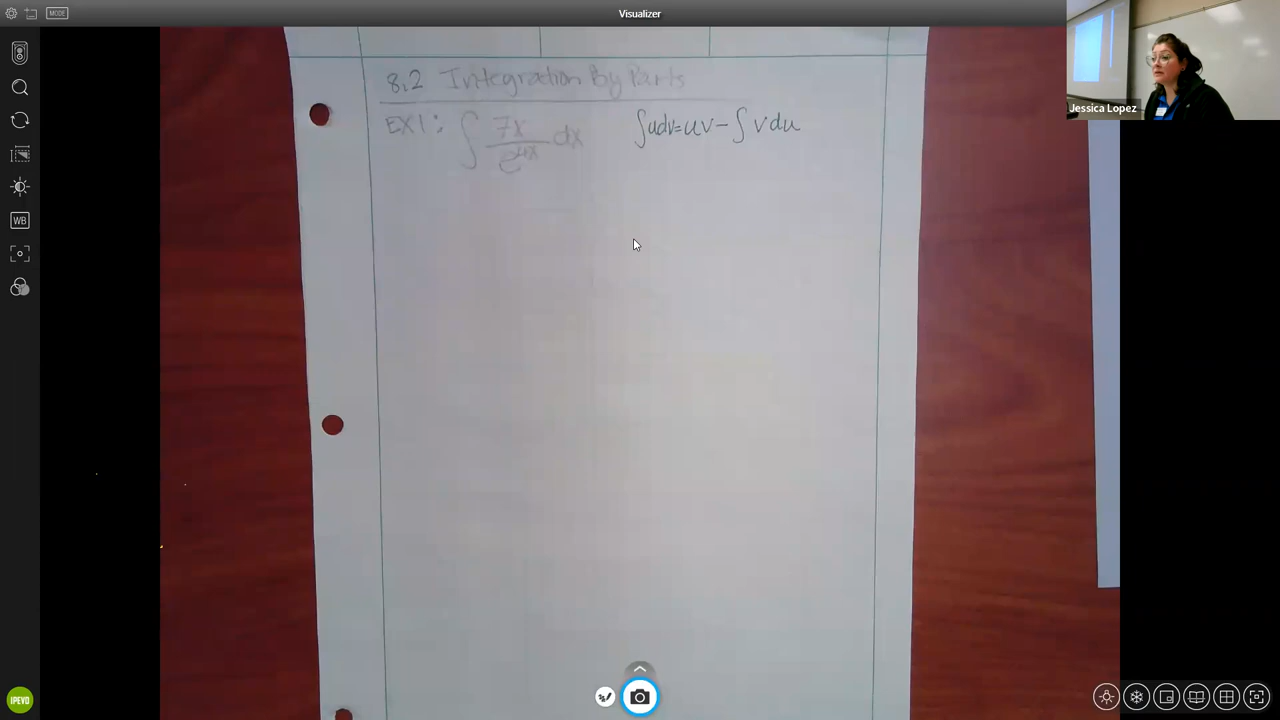 MODE
Visualizer
Jessica Lopez
8.2 Integration By Parts
EX1: ∫ 7x/e^4x dx ∫udv=uv-∫vdu
WB
IPEVO